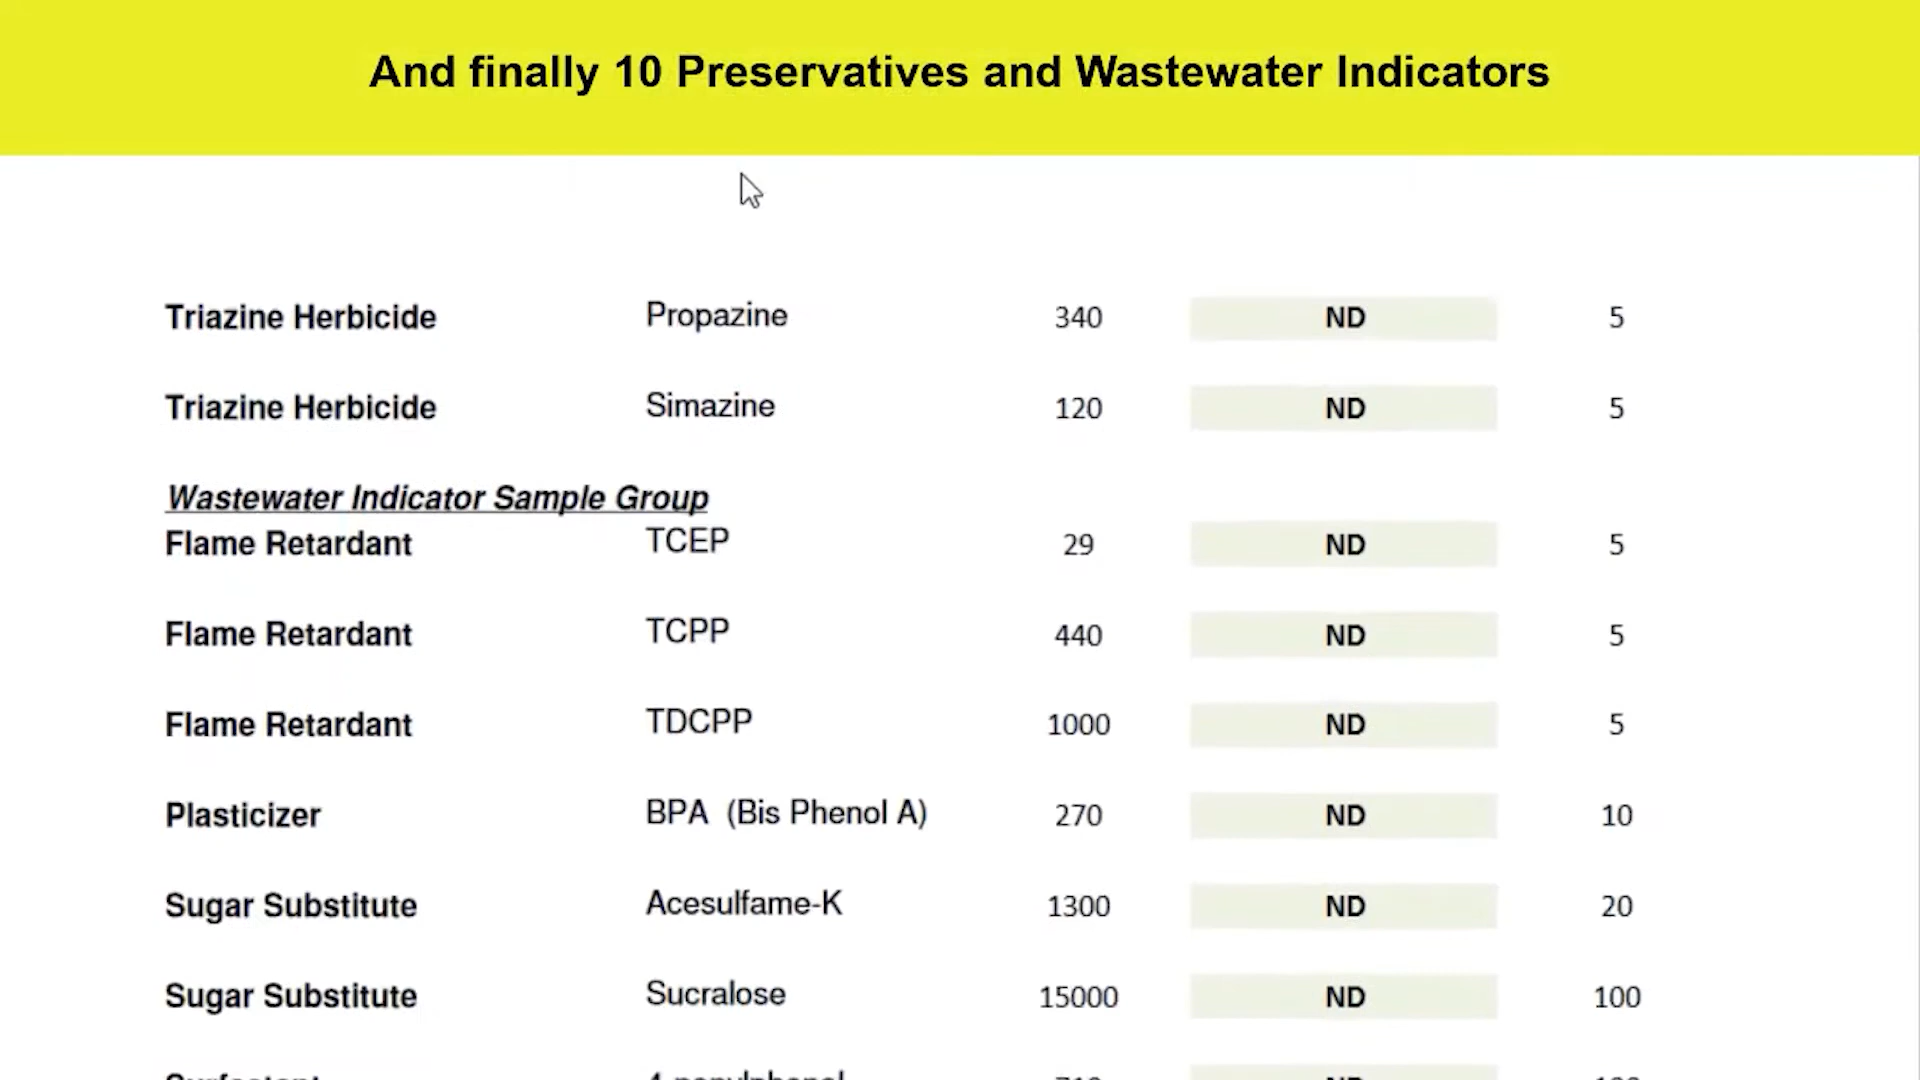 And finally 10 Preservatives and Wastewater Indicators
Triazine Herbicide Propazine 340 ND 5
Triazine Herbicide Simazine 120 ND 5
Wastewater Indicator Sample Group
Flame Retardant TCEP 29 ND 5
Flame Retardant TCPP 440 ND 5
Flame Retardant TDCPP 1000 ND 5
Plasticizer BPA (Bis Phenol A) 270 ND 10
Sugar Substitute Acesulfame-K 1300 ND 20
Sugar Substitute Sucralose 15000 ND 100